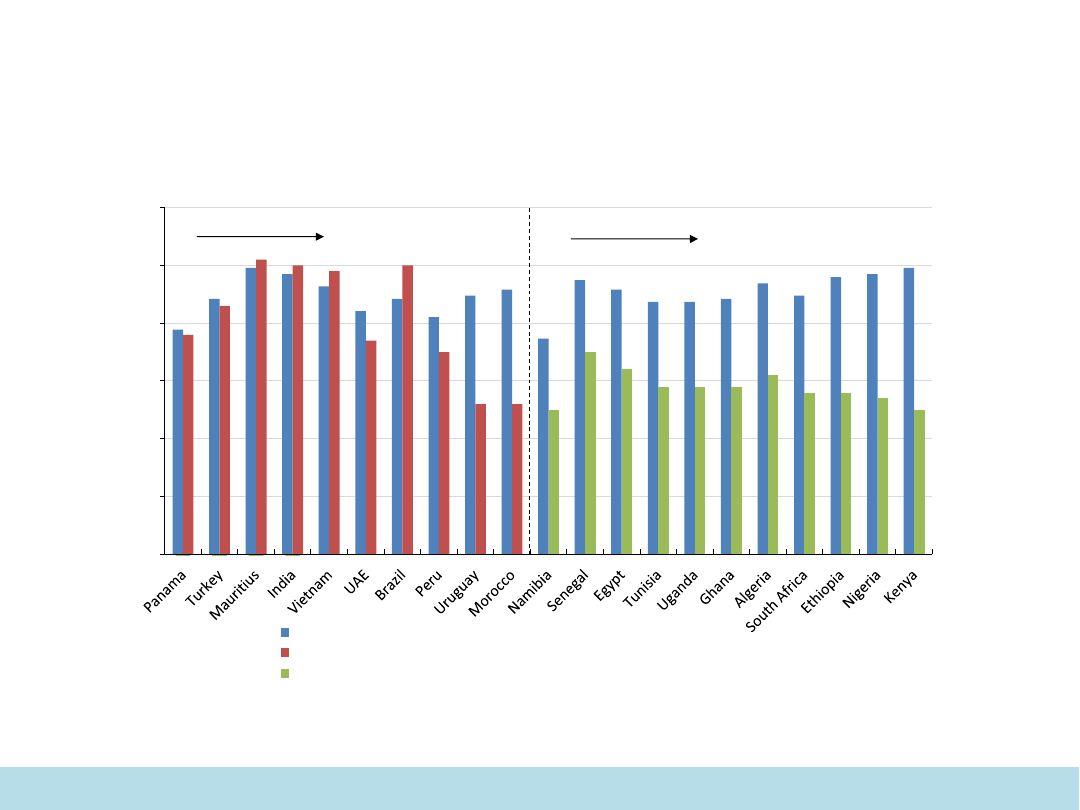 Panama
Turkey
Mauritius
India
Vietnam
UAE
Brazil
Peru
Uruguay
Morocco
Namibia
Senegal
Egypt
Tunisia
Uganda
Ghana
Algeria
South Africa
Ethiopia
Nigeria
Kenya